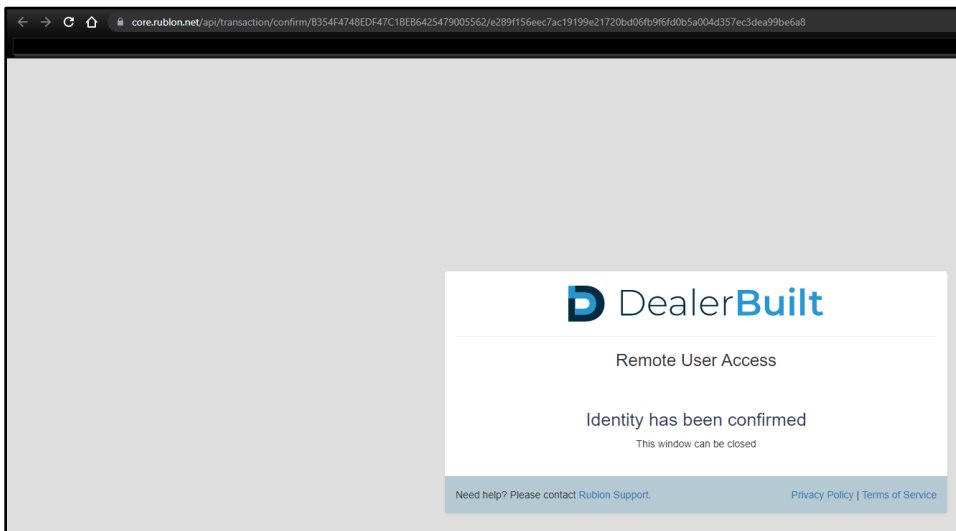 core.rublon.net/api/transaction/confirm/B354F4748EDF47C1BEB6425479005562/e289f156eec7ac19199e21720bd06fb9f6fd0b5a004d357ec3dea99be6a8
DealerBuilt
Remote User Access
Identity has been confirmed
This window can be closed
Need help? Please contact Rublon Support. Privacy Policy | Terms of Service